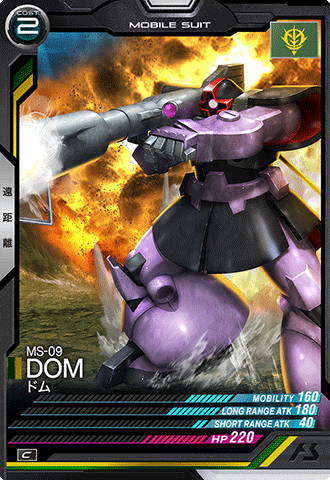 COST
2
MOBILE SUIT
遠距離
MS-09
DOM
ドム
MOBILITY 160
LONG RANGE ATK 180
SHORT RANGE ATK 40
HP 220
C